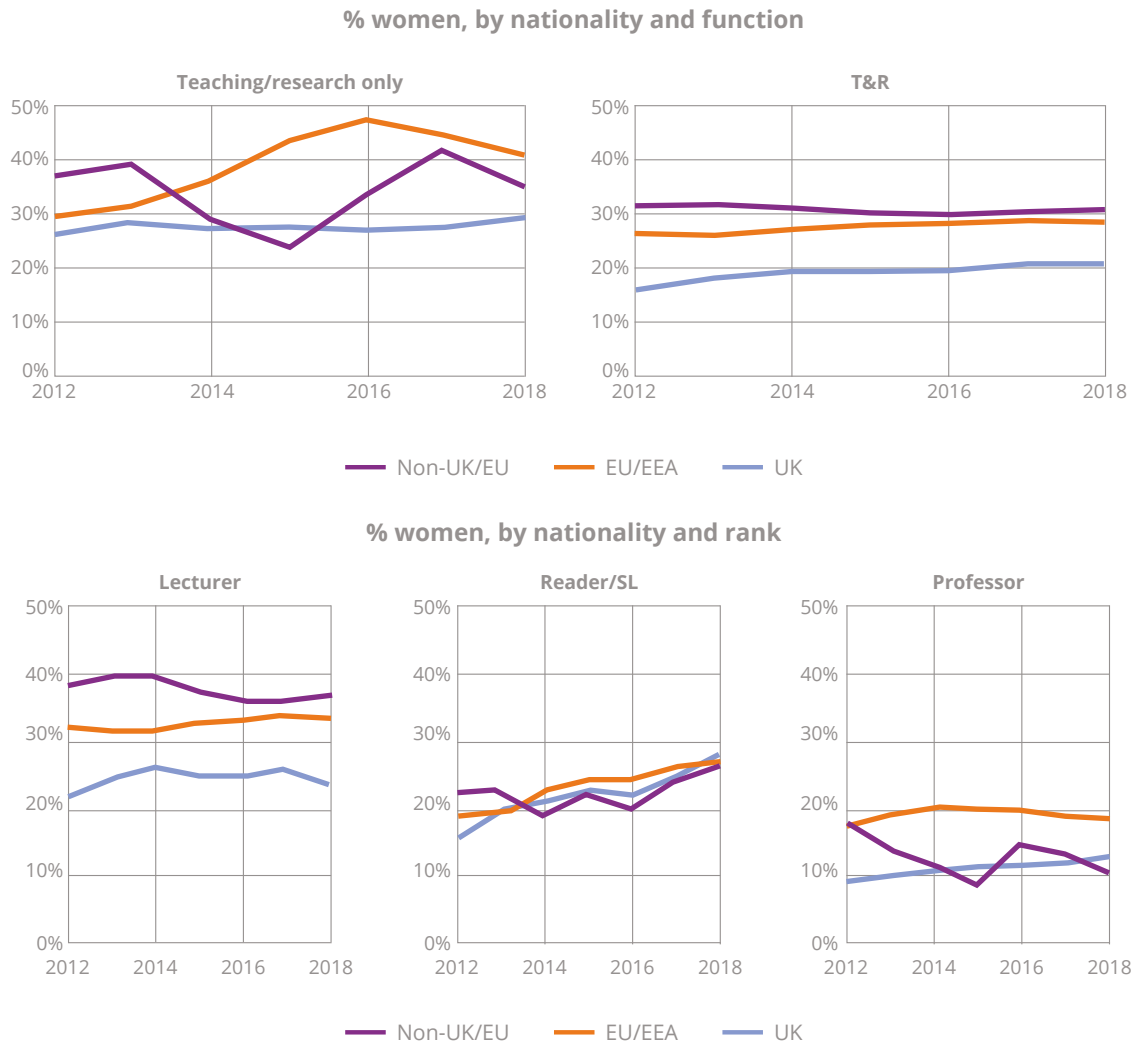 % women, by nationality and function
Teaching/research only
50%
40%
30%
20%
10%
0%
2012 2014 2016 2018
T&R
50%
40%
30%
20%
10%
0%
2012 2014 2016 2018
Non-UK/EU EU/EEA UK
% women, by nationality and rank
Lecturer
50%
40%
30%
20%
10%
0%
2012 2014 2016 2018
Reader/SL
50%
40%
30%
20%
10%
0%
2012 2014 2016 2018
Professor
50%
40%
30%
20%
10%
0%
2012 2014 2016 2018
Non-UK/EU EU/EEA UK